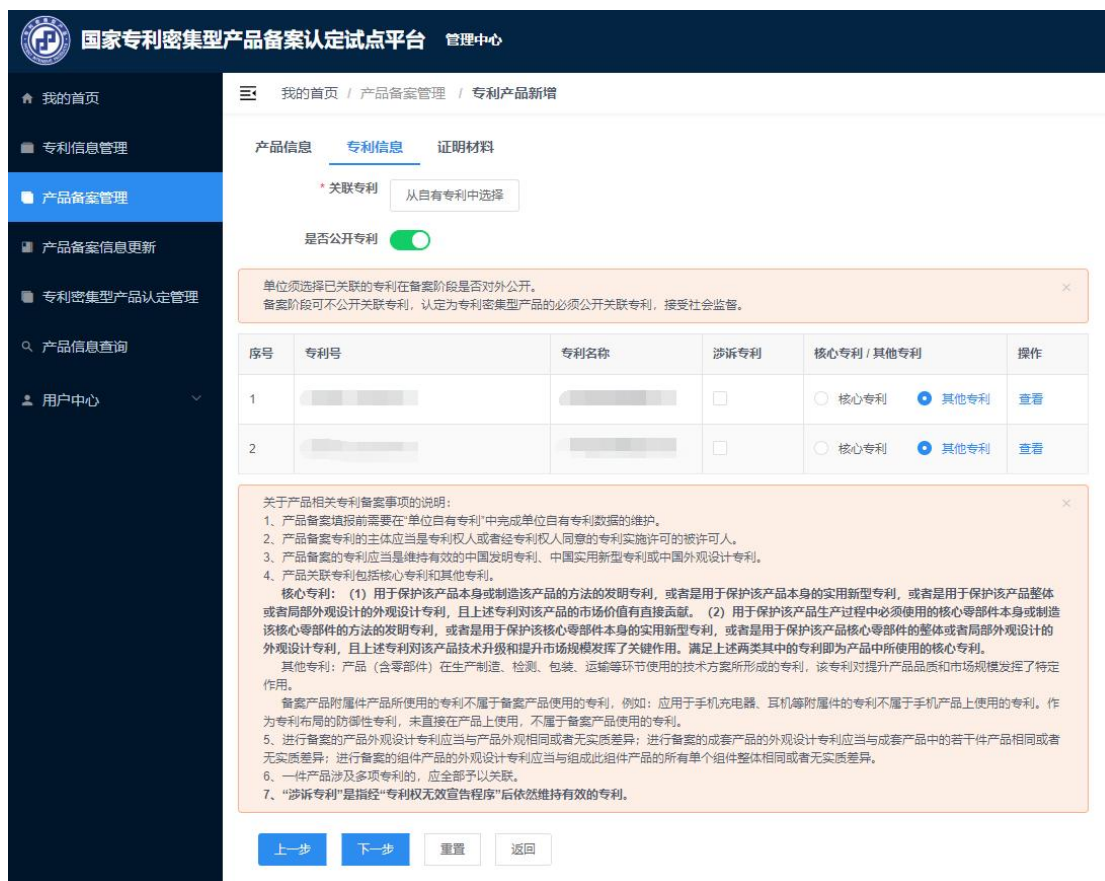 国家专利密集型产品备案认定试点平台 管理中心
我的首页
专利信息管理
产品备案管理
产品备案信息更新
专利密集型产品认定管理
产品信息查询
用户中心
我的首页 / 产品备案管理 / 专利产品新增
产品信息 专利信息 证明材料
* 关联专利 从自有专利中选择
是否公开专利
单位须选择已关联的专利在备案阶段是否对外公开。
备案阶段可不公开关联专利，认定为专利密集型产品的必须公开关联专利，接受社会监督。
序号 专利号 专利名称 涉诉专利 核心专利 / 其他专利 操作
1 核心专利 其他专利 查看
2 核心专利 其他专利 查看
关于产品相关专利备案事项的说明：
1、产品备案填报前需要在“单位自有专利”中完成单位自有专利数据的维护。
2、产品备案专利的主体应当是专利权人或者经专利权人同意的专利实施许可的被许可人。
3、产品备案的专利应当是维持有效的中国发明专利、中国实用新型专利或中国外观设计专利。
4、产品关联专利包括核心专利和其他专利。
核心专利：（1）用于保护该产品本身或制造该产品的方法的发明专利，或者是用于保护该产品本身的实用新型专利，或者是用于保护该产品整体
或者局部外观设计的外观设计专利，且上述专利对该产品的市场价值有直接贡献。（2）用于保护该产品生产过程中必须使用的核心零部件本身或制造
该核心零部件的方法的发明专利，或者是用于保护该核心零部件本身的实用新型专利，或者是用于保护该产品核心零部件的整体或者局部外观设计的
外观设计专利，且上述专利对该产品技术升级和提升市场规模发挥了关键作用。满足上述两类其中的专利即为产品中所使用的核心专利。
其他专利：产品（含零部件）在生产制造、检测、包装、运输等环节使用的技术方案所形成的专利，该专利对提升产品品质和市场规模发挥了特定
作用。
备案产品附属件产品所使用的专利不属于备案产品使用的专利，例如：应用于手机充电器、耳机等附属件的专利不属于手机产品上使用的专利。作
为专利布局的防御性专利，未直接在产品上使用，不属于备案产品使用的专利。
5、进行备案的产品外观设计专利应当与产品外观相同或者无实质差异；进行备案的成套产品的外观设计专利应当与成套产品中的若干件产品相同或者
无实质差异；进行备案的组件产品的外观设计专利应当与组成此组件产品的所有单个组件整体相同或者无实质差异。
6、一件产品涉及多项专利的，应全部予以关联。
7、“涉诉专利”是指经“专利权无效宣告程序”后依然维持有效的专利。
上一步 下一步 重置 返回